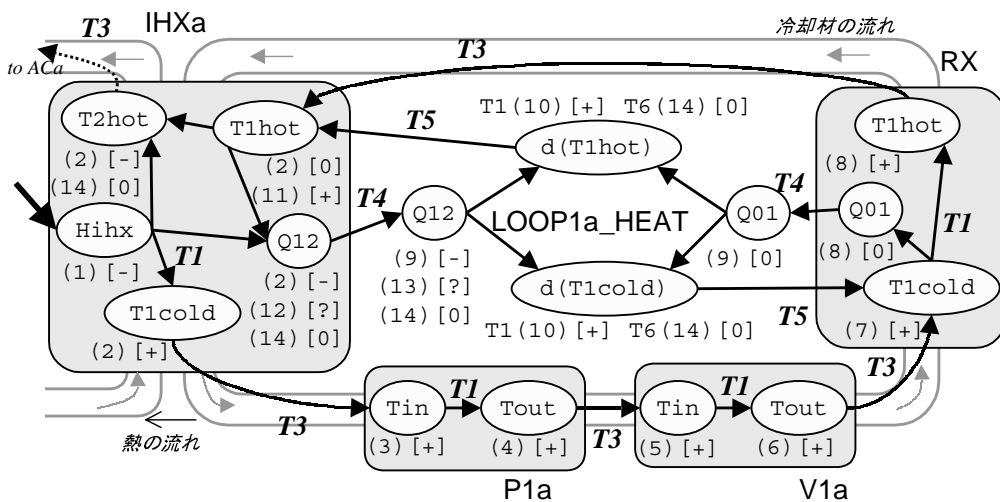 T3
IHXa
冷却材の流れ
T3
RX
to ACa
T2hot
T1hot
T5
T1(10)[+] T6(14)[0]
d(T1hot)
T1hot
(2)[-]
(14)[0]
(2)[0]
(11)[+]
(8)[+]
T4
T4
Hihx
Q12
Q12
LOOP1a_HEAT
Q01
Q01
T1
T1
(1)[-]
(2)[-]
(12)[?]
(14)[0]
(9)[-]
(13)[?]
(14)[0]
(9)[0]
(8)[0]
T1cold
d(T1cold)
T1cold
(2)[+]
T1(10)[+] T6(14)[0]
T5
(7)[+]
T3
T3
熱の流れ
Tin
T1
Tout
T3
Tin
T1
Tout
(3)[+]
(4)[+]
(5)[+]
(6)[+]
P1a
V1a